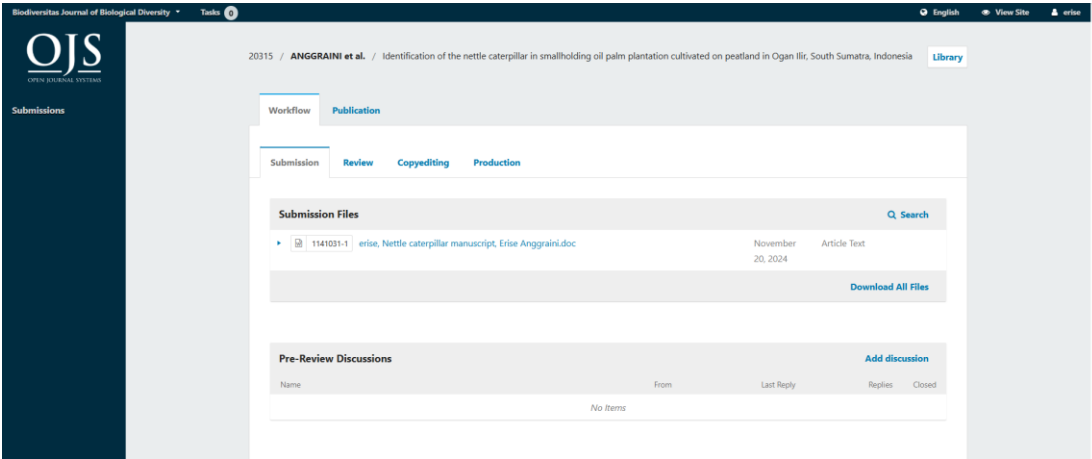 Biodiversitas Journal of Biological Diversity Tasks 0 English View Site erise
OJS
OPEN JOURNAL SYSTEMS
Submissions
20315 / ANGGRAINI et al. / Identification of the nettle caterpillar in smallholding oil palm plantation cultivated on peatland in Ogan Ilir, South Sumatra, Indonesia Library
Workflow Publication
Submission Review Copyediting Production
Submission Files Search
1141031-1 erise, Nettle caterpillar manuscript, Erise Anggraini.doc November Article Text
20, 2024
Download All Files
Pre-Review Discussions Add discussion
Name From Last Reply Replies Closed
No Items